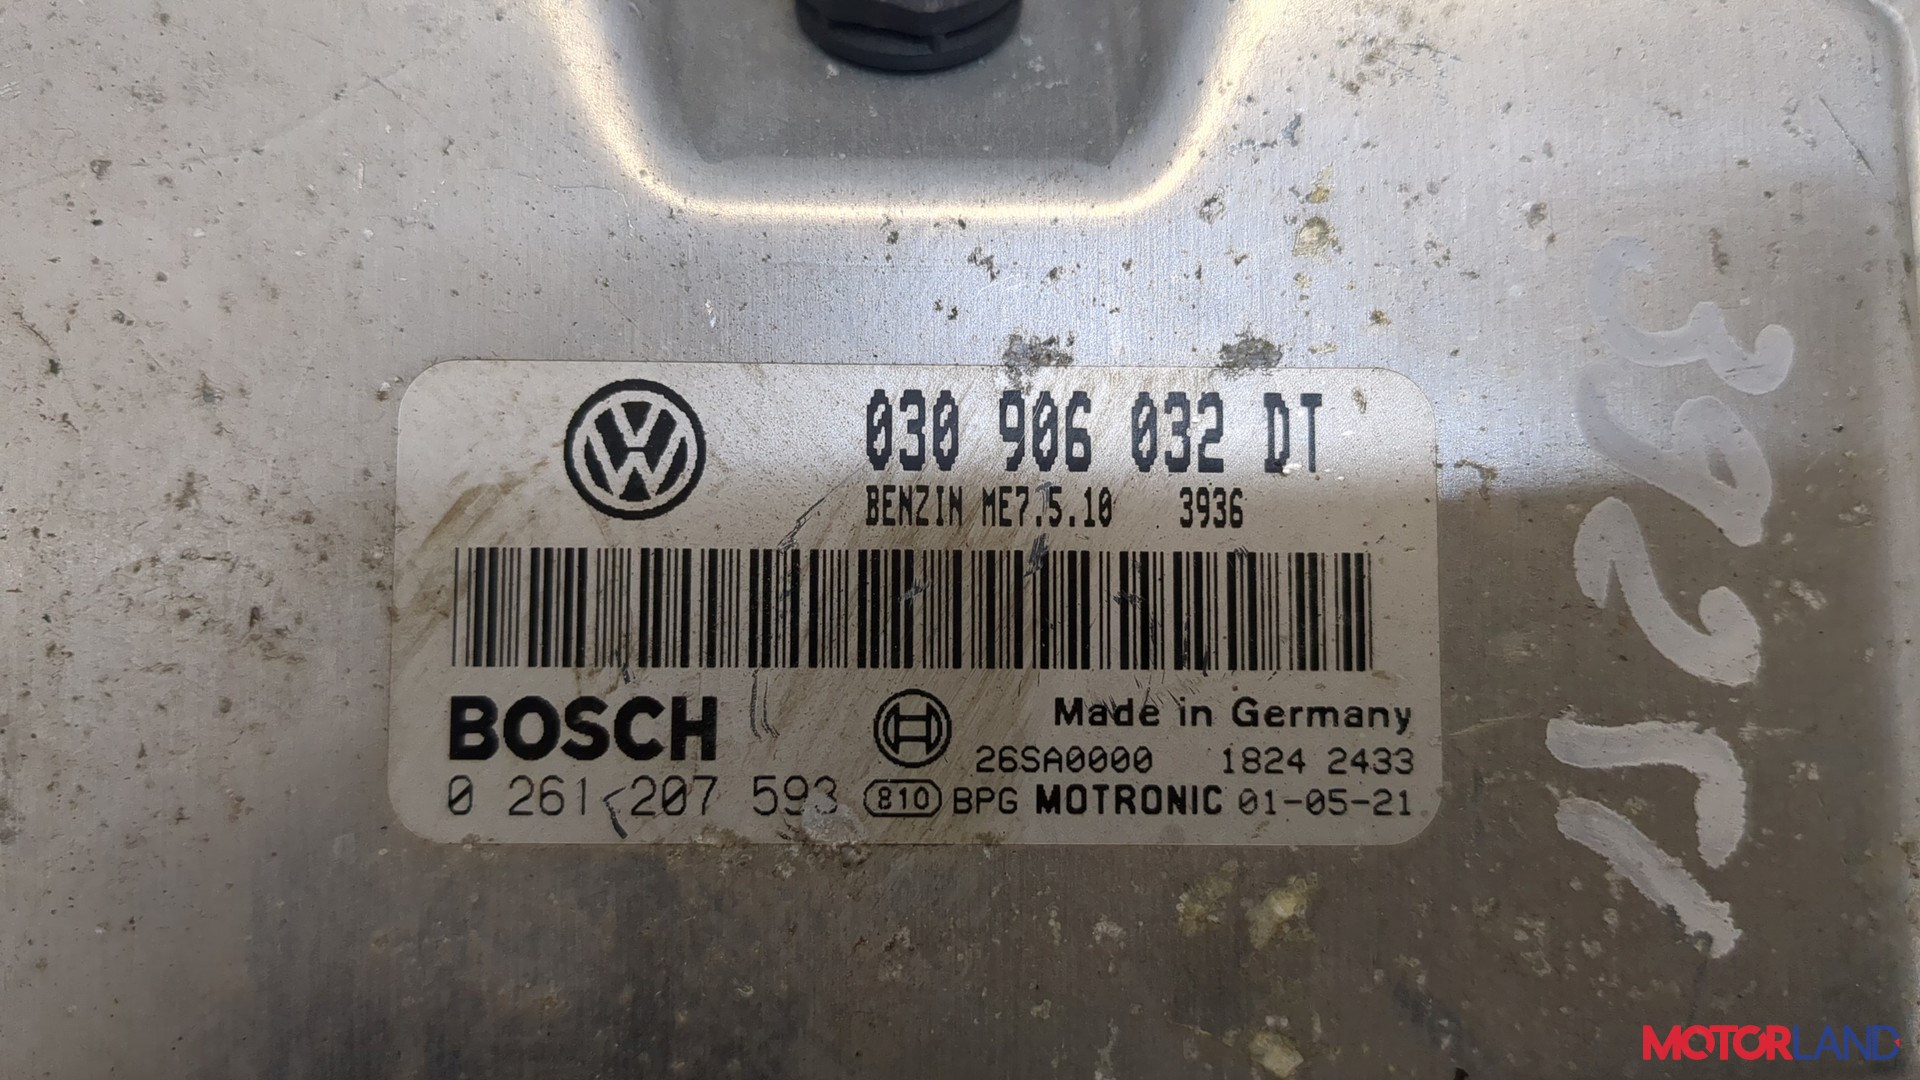 030 906 032 DT
BENZIN ME7.5.10 3936
BOSCH
Made in Germany
26SA0000 1824 2433
0 261 207 593 810 BPG MOTRONIC 01-05-21
MOTORLAND